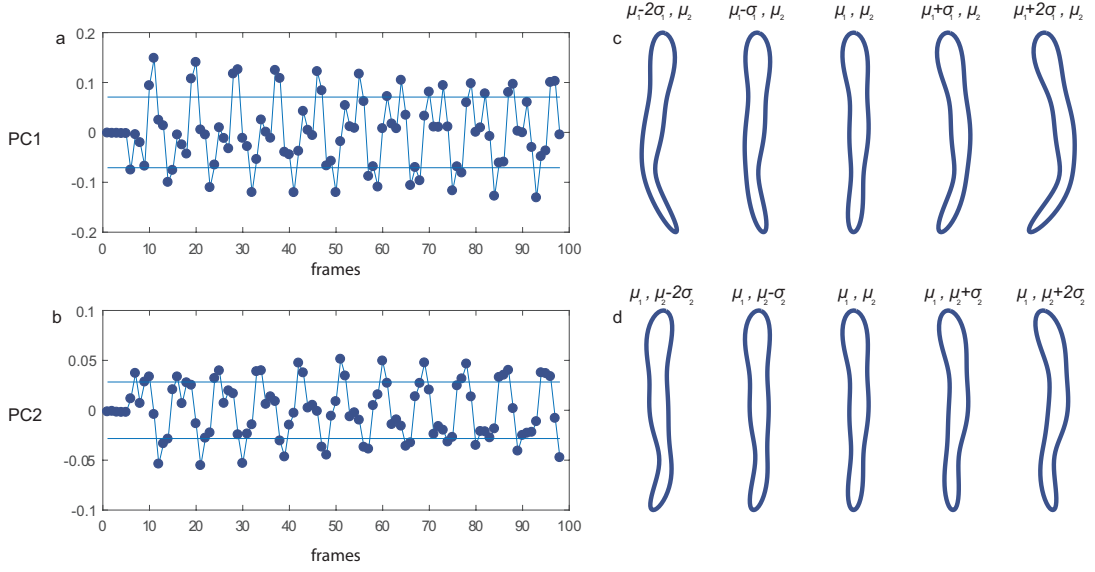 a
0.2
0.1
0
-0.1
-0.2
PC1
0 10 20 30 40 50 60 70 80 90 100
frames
b
0.1
0.05
0
-0.05
-0.1
PC2
0 10 20 30 40 50 60 70 80 90 100
frames
c
μ₁-2σ₁, μ₂ μ₁-σ₁, μ₂ μ₁, μ₂ μ₁+σ₁, μ₂ μ₁+2σ₁, μ₂
d
μ₁, μ₂-2σ₂ μ₁, μ₂-σ₂ μ₁, μ₂ μ₁, μ₂+σ₂ μ₁, μ₂+2σ₂